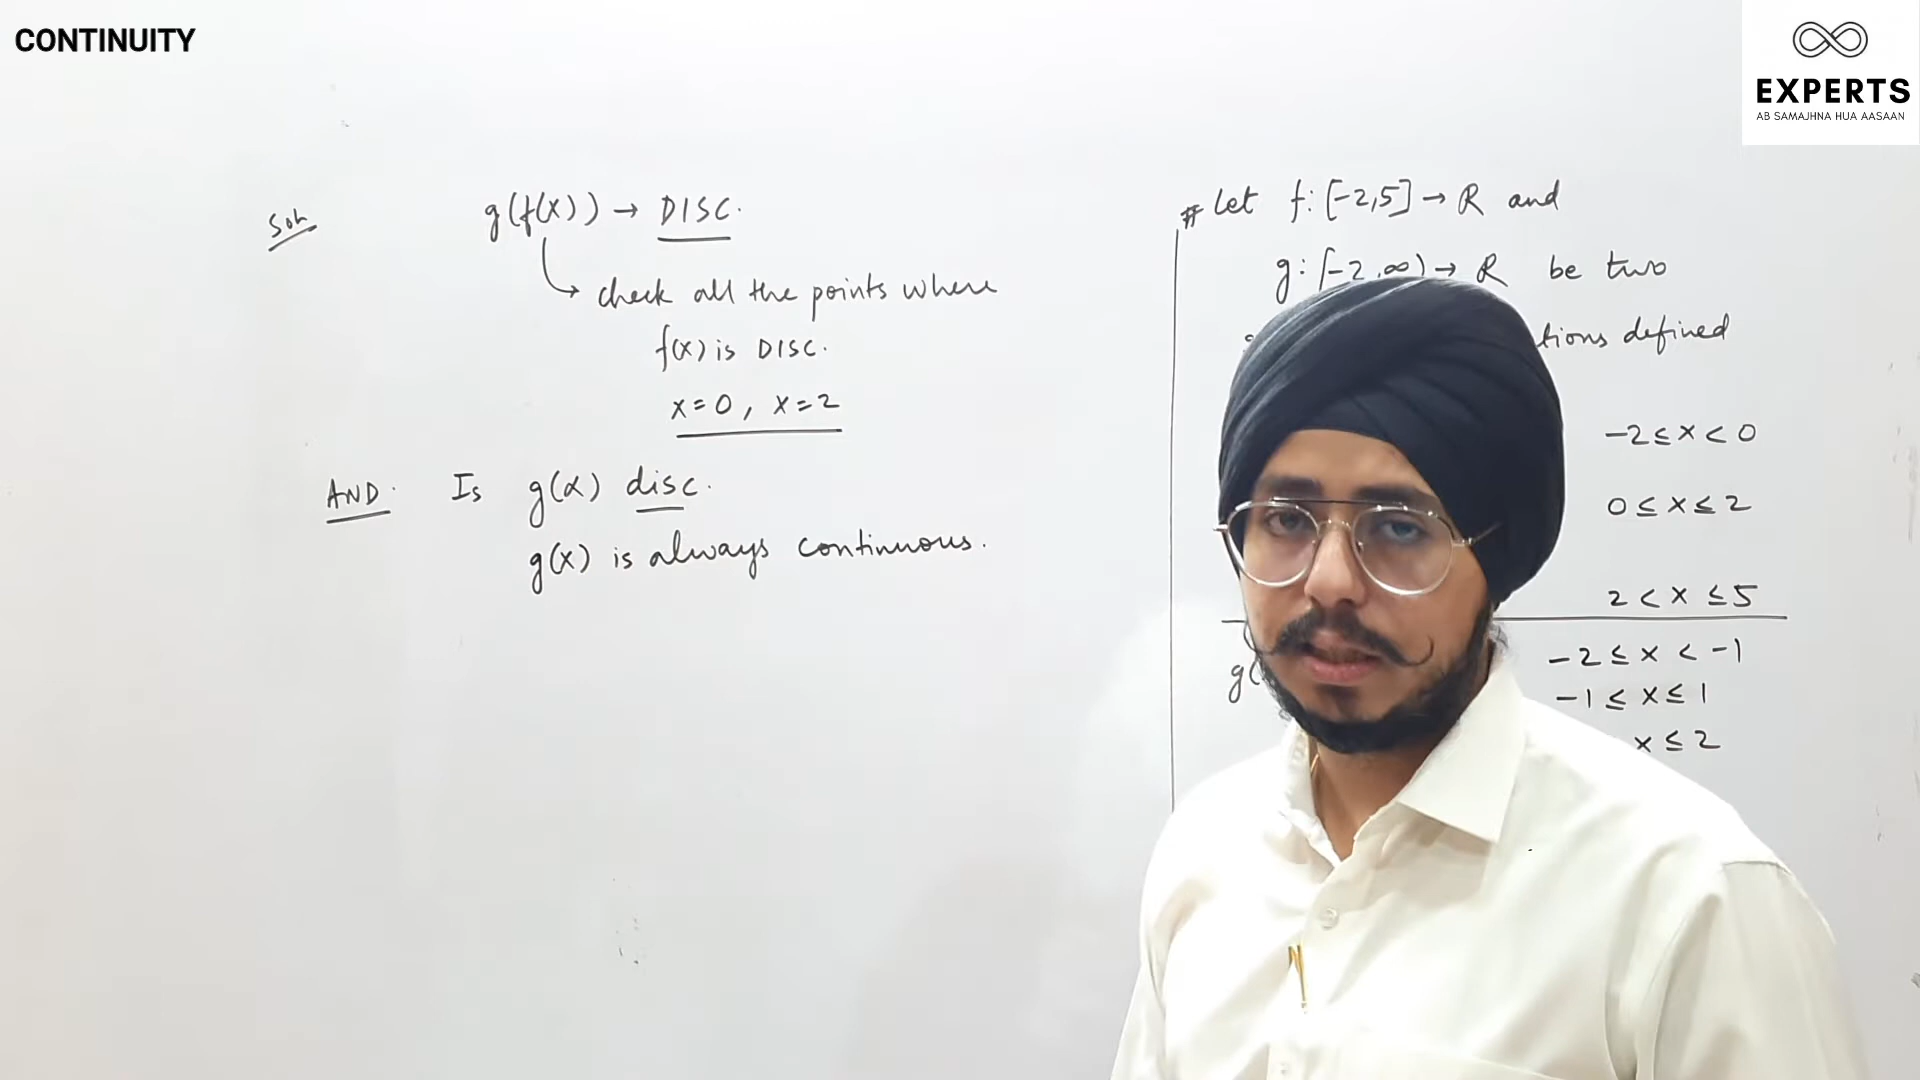 CONTINUITY
EXPERTS
AB SAMAJHNA HUA AASAAN
Soln
g(f(x)) → DISC.
check all the points where
f(x) is DISC.
x=0, x=2
AND. Is g(α) disc.
g(x) is always continuous.
# let f: [-2,5] → R and
g: [-2,∞) → R be two
tions defined
-2 ≤ x < 0
0 ≤ x ≤ 2
2 < x ≤ 5
g( -2 ≤ x < -1
-1 ≤ x ≤ 1
x ≤ 2